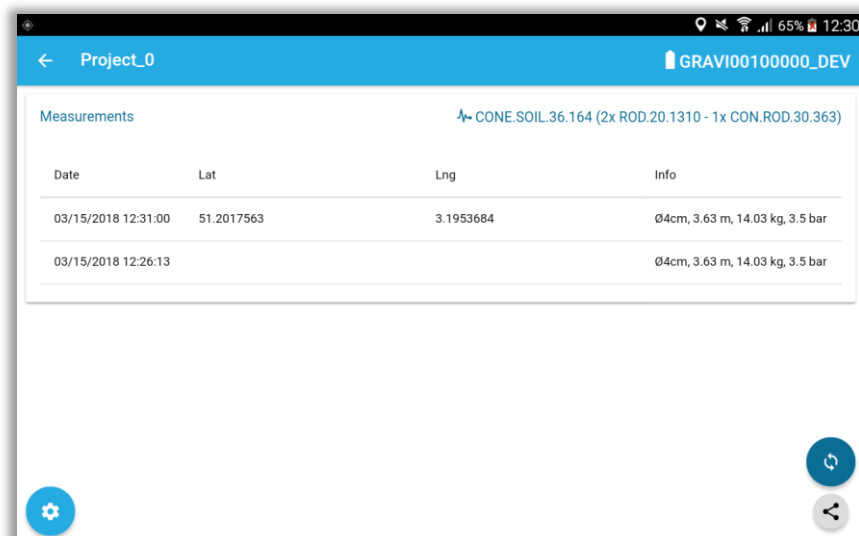 65% 12:30
Project_0 GRAVI00100000_DEV
Measurements CONE.SOIL.36.164 (2x ROD.20.1310 - 1x CON.ROD.30.363)
Date Lat Lng Info
03/15/2018 12:31:00 51.2017563 3.1953684 Ø4cm, 3.63 m, 14.03 kg, 3.5 bar
03/15/2018 12:26:13 Ø4cm, 3.63 m, 14.03 kg, 3.5 bar